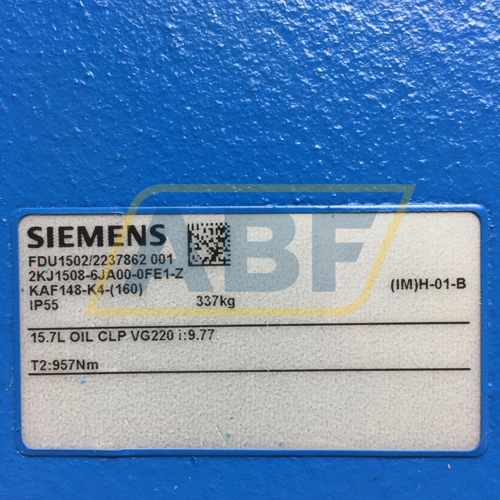 ABF
SIEMENS
FDU1502/2237862 001
2KJ1508-6JA00-0FE1-Z
KAF148-K4-(160)
IP55 337kg (IM)H-01-B
15.7L OIL CLP VG220 i:9.77
T2:957Nm